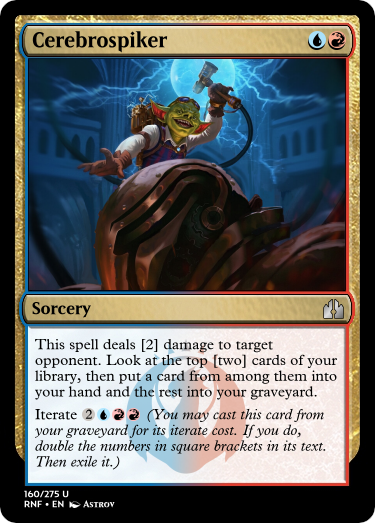 Cerebrospiker
Sorcery
This spell deals [2] damage to target
opponent. Look at the top [two] cards of your
library, then put a card from among them into
your hand and the rest into your graveyard.
Iterate 2 (You may cast this card from
your graveyard for its iterate cost. If you do,
double the numbers in square brackets in its text.
Then exile it.)
160/275 U
RNF • EN Astrov